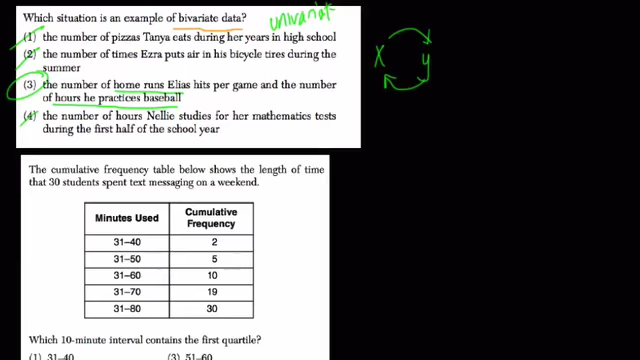 Which situation is an example of bivariate data?
univariat
(1) the number of pizzas Tanya eats during her years in high school
(2) the number of times Ezra puts air in his bicycle tires during the
summer
(3) the number of home runs Elias hits per game and the number
of hours he practices baseball
(4) the number of hours Nellie studies for her mathematics tests
during the first half of the school year
x y
The cumulative frequency table below shows the length of time
that 30 students spent text messaging on a weekend.
Minutes Used Cumulative Frequency
31–40 2
31–50 5
31–60 10
31–70 19
31–80 30
Which 10-minute interval contains the first quartile?
(1) 31–40 (3) 51–60